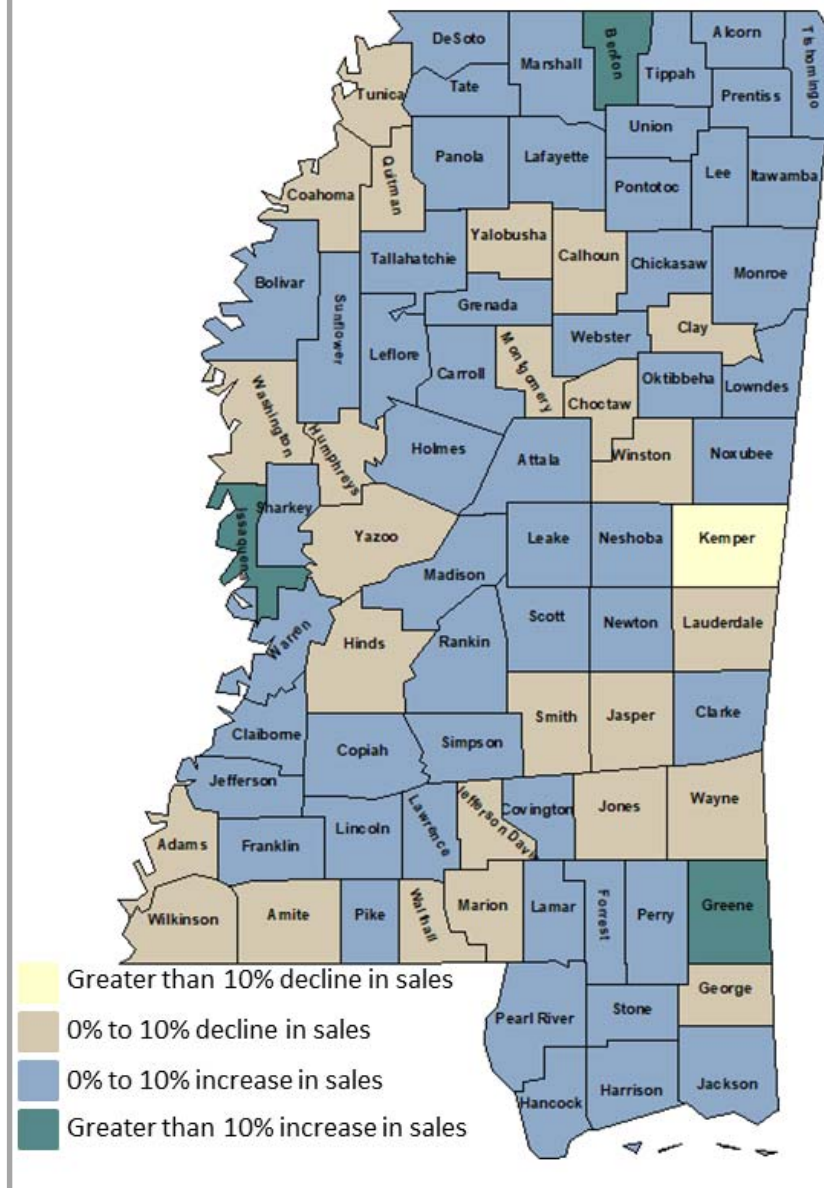 DeSoto
Marshall
Benton
Tippah
Alcorn
Tishomingo
Tunica
Tate
Prentiss
Union
Panola
Lafayette
Pontotoc
Lee
Itawamba
Quitman
Coahoma
Yalobusha
Calhoun
Chickasaw
Monroe
Tallahatchie
Bolivar
Sunflower
Grenada
Webster
Clay
Leflore
Carroll
Montgomery
Choctaw
Oktibbeha
Lowndes
Washington
Humphreys
Holmes
Attala
Winston
Noxubee
Issaquena
Sharkey
Yazoo
Leake
Neshoba
Kemper
Madison
Warren
Hinds
Rankin
Scott
Newton
Lauderdale
Smith
Jasper
Clarke
Claiborne
Copiah
Simpson
Jefferson
Lawrence
Jefferson Davis
Covington
Jones
Wayne
Adams
Franklin
Lincoln
Wilkinson
Amite
Pike
Walthall
Marion
Lamar
Forrest
Perry
Greene
George
Pearl River
Stone
Hancock
Harrison
Jackson
Greater than 10% decline in sales
0% to 10% decline in sales
0% to 10% increase in sales
Greater than 10% increase in sales